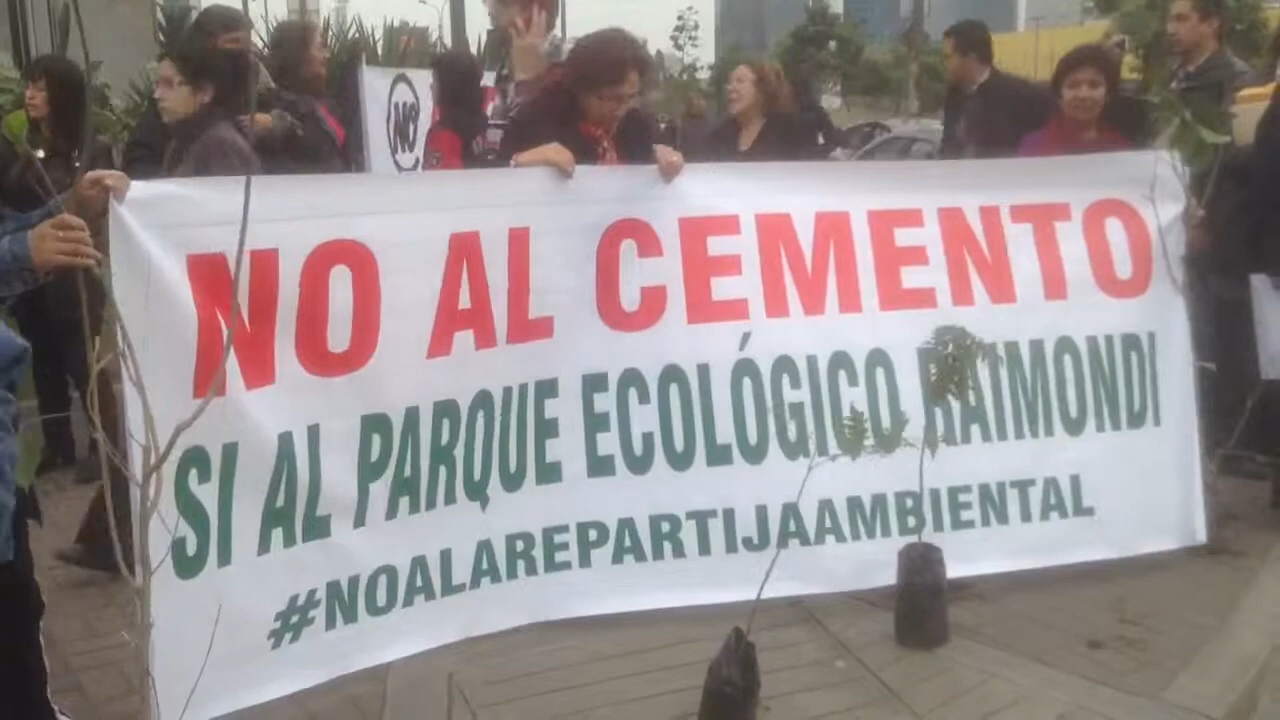 NO
NO AL CEMENTO
SI AL PARQUE ECOLÓGICO RAIMONDI
#NOALAREPARTIJAAMBIENTAL